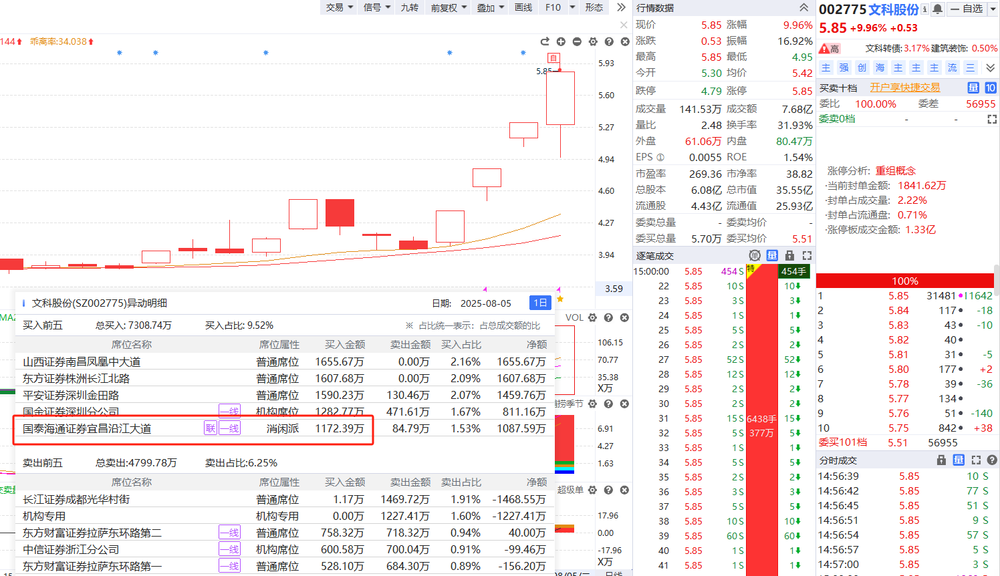 交易 信号 九转 前复权 叠加 画线 F10 形态
144 乖离率:34.038
自
5.85
5.93
5.60
5.27
4.94
4.60
4.27
3.94
3.59
文科股份(SZ002775)异动明细 日期: 2025-08-05 1日
买入前五 总买入: 7308.74万 买入占比: 9.52% ※ 占比统一表示: 占总成交额的比
席位名称 席位属性 买入金额 卖出金额 买入占比 净额
山西证券南昌凤凰中大道 普通席位 1655.67万 0.00万 2.16% 1655.67万
东方证券株洲长江北路 普通席位 1607.68万 0.00万 2.09% 1607.68万
平安证券深圳金田路 普通席位 1590.23万 130.46万 2.07% 1459.76万
国金证券深圳分公司 一线 机构席位 1282.77万 471.61万 1.67% 811.16万
国泰海通证券宜昌沿江大道 联 一线 消闲派 1172.39万 84.79万 1.53% 1087.59万
卖出前五 总卖出:4799.78万 卖出占比:6.25%
席位名称 席位属性 买入金额 卖出金额 卖出占比 净额
长江证券成都光华村街 普通席位 1.17万 1469.72万 1.91% -1468.55万
机构专用 机构专用 0.00万 1227.41万 1.60% -1227.41万
东方财富证券拉萨东环路第二 一线 普通席位 758.32万 718.32万 0.94% 40.00万
中信证券浙江分公司 一线 机构席位 600.58万 700.04万 0.91% -99.46万
东方财富证券拉萨东环路第一 一线 普通席位 528.10万 684.30万 0.89% -156.20万
VOL
106.15
70.77
35.38
X万
捞季节
6.91
4.27
1.63
超级单
17.96
0.00
-17.96
X万
日线
行情数据
现价 5.85 涨幅 9.96%
涨跌 0.53 振幅 16.92%
最高 5.85 最低 4.95
今开 5.30 均价 5.42
跌停 4.79 涨停 5.85
成交量 141.53万 成交额 7.68亿
量比 2.48 换手率 31.93%
外盘 61.06万 内盘 80.47万
EPS ① 0.0055 ROE 1.54%
市盈率 269.36 市净率 38.82
总股本 6.08亿 总市值 35.55亿
流通股 4.43亿 流通值 25.93亿
委卖总量 - 委卖均价 -
委买总量 5.70万 委买均价 5.51
逐笔成交 单 量
特
15:00:00 5.85 454 S 454手
22 5.85 10 S 10
23 5.85 3 S 3
24 5.85 1 S 1
25 5.85 5 S 5
26 5.85 2 S 2
27 5.85 52 S 52
28 5.85 12 S 12
29 5.85 2 S 2
30 5.85 2 S 2
31 5.85 15 S 6438手 15
32 5.85 5 S 377万 5
33 5.85 1 S 1
34 5.85 5 S 5
35 5.85 2 S 2
36 5.85 3 S 3
37 5.85 5 S 5
38 5.85 10 S 10
39 5.85 60 S 60
40 5.85 1 S 1
41 5.85 1 S 1
002775 文科股份 一 自选
5.85 +9.96% +0.53
高 文科转债: 3.17% 建筑装饰: 0.50%
主 强 创 海 主 主 主 流 三
买卖十档 开户享快捷交易 量 10
委比 100.00% 委差 56955
委卖0档 - -
涨停分析: 重组概念
·当前封单金额: 1841.62万
·封单占成交量: 2.22%
·封单占流通盘: 0.71%
·涨停板成交金额: 1.33亿
100%
1 5.85 31481 11642
2 5.84 117 -18
3 5.83 43 -10
4 5.82 40
5 5.81 31 -5
6 5.80 177 +2
7 5.78 39 -36
8 5.77 134
9 5.76 51 -140
10 5.75 842 +38
委买101档 5.51 56955
分时成交 量
14:56:39 5.85 10 S
14:56:42 5.85 77 S
14:56:45 5.85 51 S
14:56:51 5.85 9 S
14:56:54 5.85 57 S
14:56:57 5.85 5 S
14:57:00 5.85 3 S